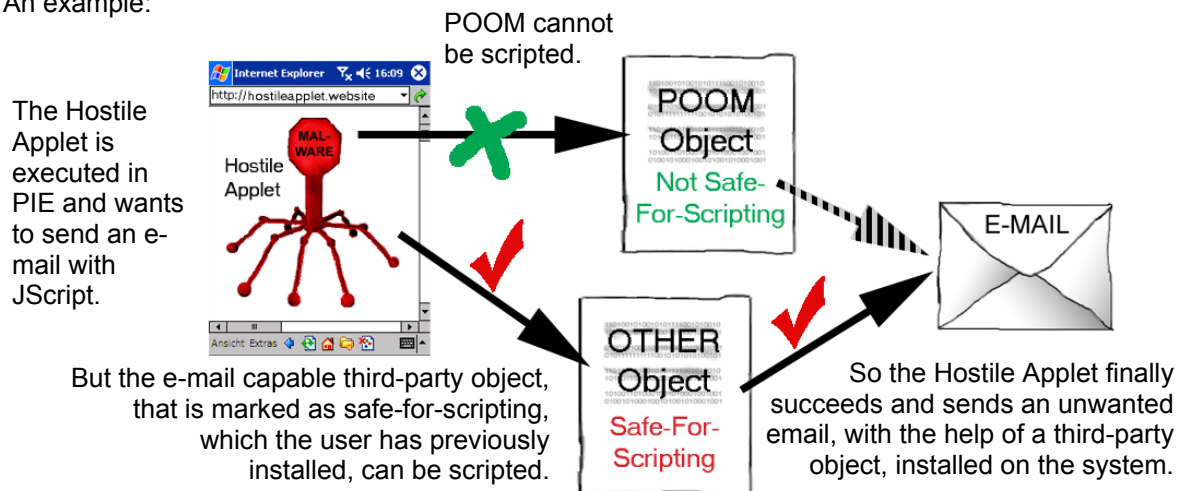 An example:
POOM cannot
be scripted.
The Hostile
Applet is
executed in
PIE and wants
to send an e-
mail with
JScript.
Internet Explorer 16:09
http://hostileapplet.website
MAL-
WARE
Hostile
Applet
Ansicht Extras
POOM
Object
Not Safe-
For-Scripting
E-MAIL
OTHER
Object
Safe-For-
Scripting
But the e-mail capable third-party object,
that is marked as safe-for-scripting,
which the user has previously
installed, can be scripted.
So the Hostile Applet finally
succeeds and sends an unwanted
email, with the help of a third-party
object, installed on the system.